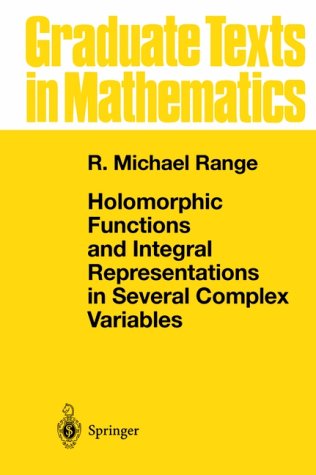 Graduate Texts
in Mathematics
R. Michael Range
Holomorphic
Functions
and Integral
Representations
in Several Complex
Variables
Springer